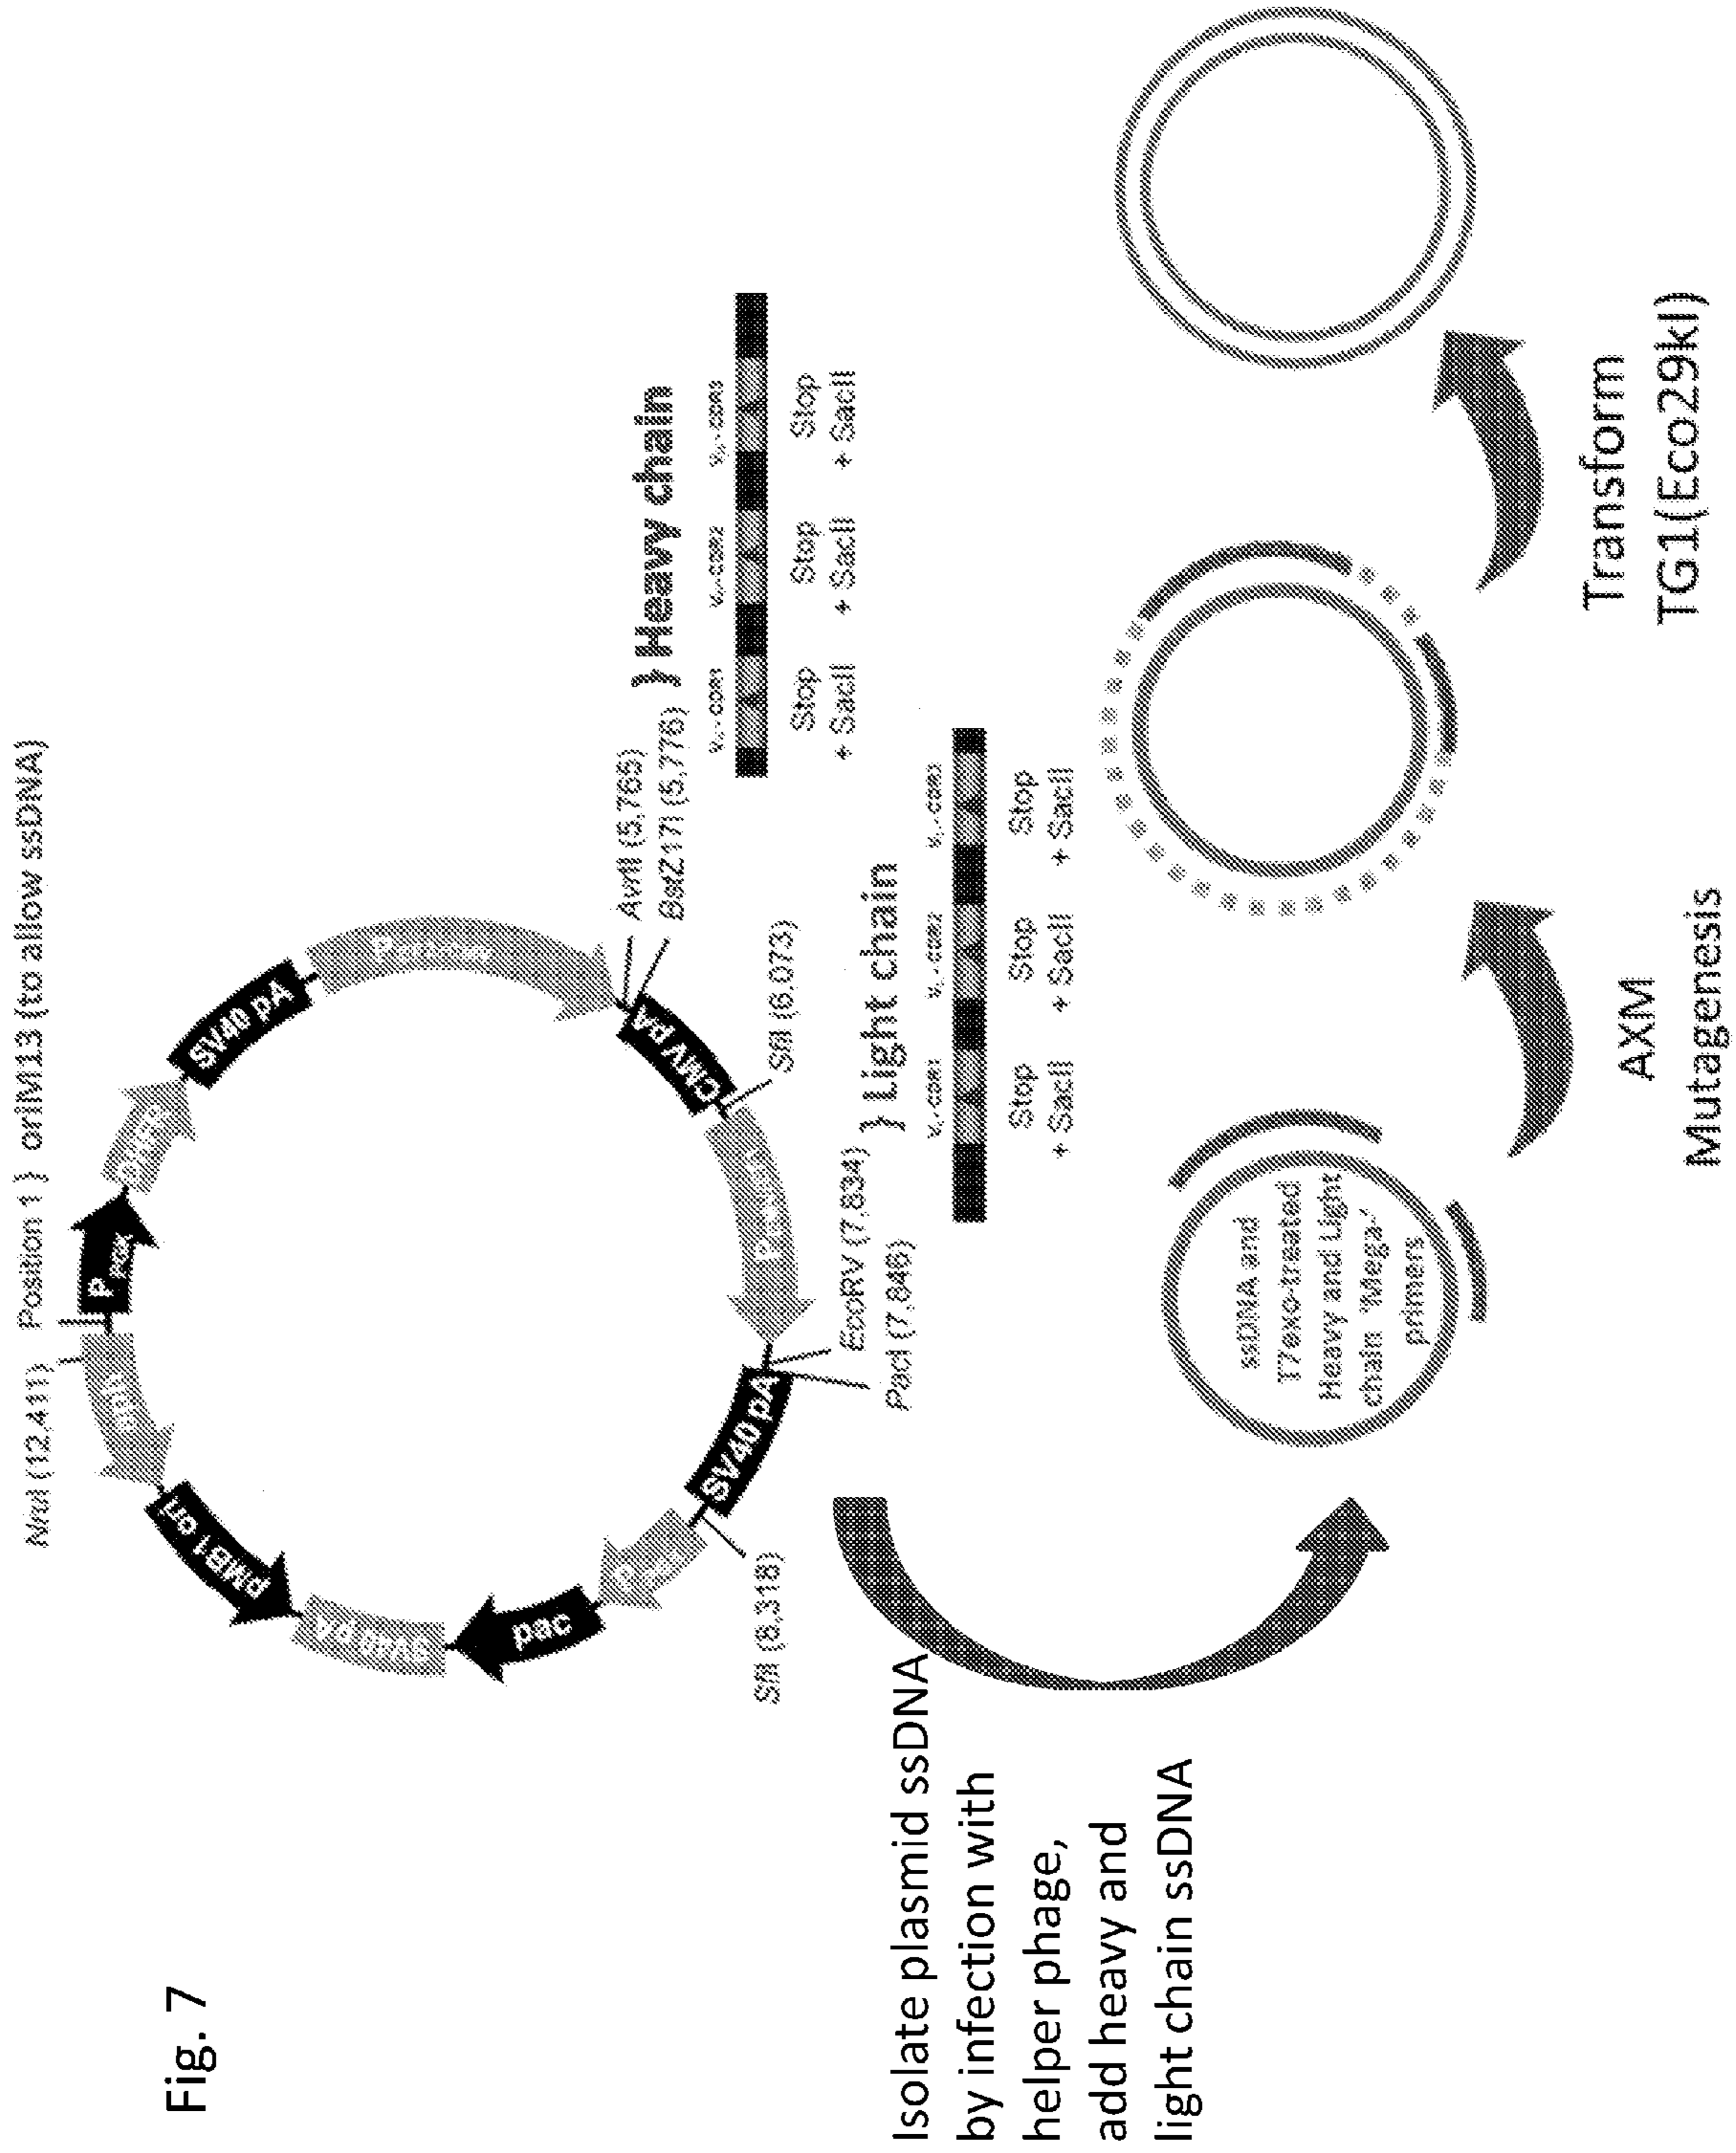 Fig. 7
Position 1 } oriM13 (to allow ssDNA)
NruI (12,411)
SV40 pA
AvrII (5,765)
BstZ17I (5,776)
} Heavy chain
CMV pA
SfiI (6,073)
EcoRV (7,834)
} Light chain
PacI (7,846)
SV40 pA
SfiI (8,318)
pac
SV40 pA
pMB1 ori
Stop
+ SacII
Stop
+ SacII
Stop
+ SacII
Stop
+ SacII
Stop
+ SacII
Stop
+ SacII
Isolate plasmid ssDNA
by infection with
helper phage,
add heavy and
light chain ssDNA
ssDNA and
T7exo-treated
Heavy and Light
chain 'Mega-'
primers
AXM
Mutagenesis
Transform
TG1(Eco29kI)